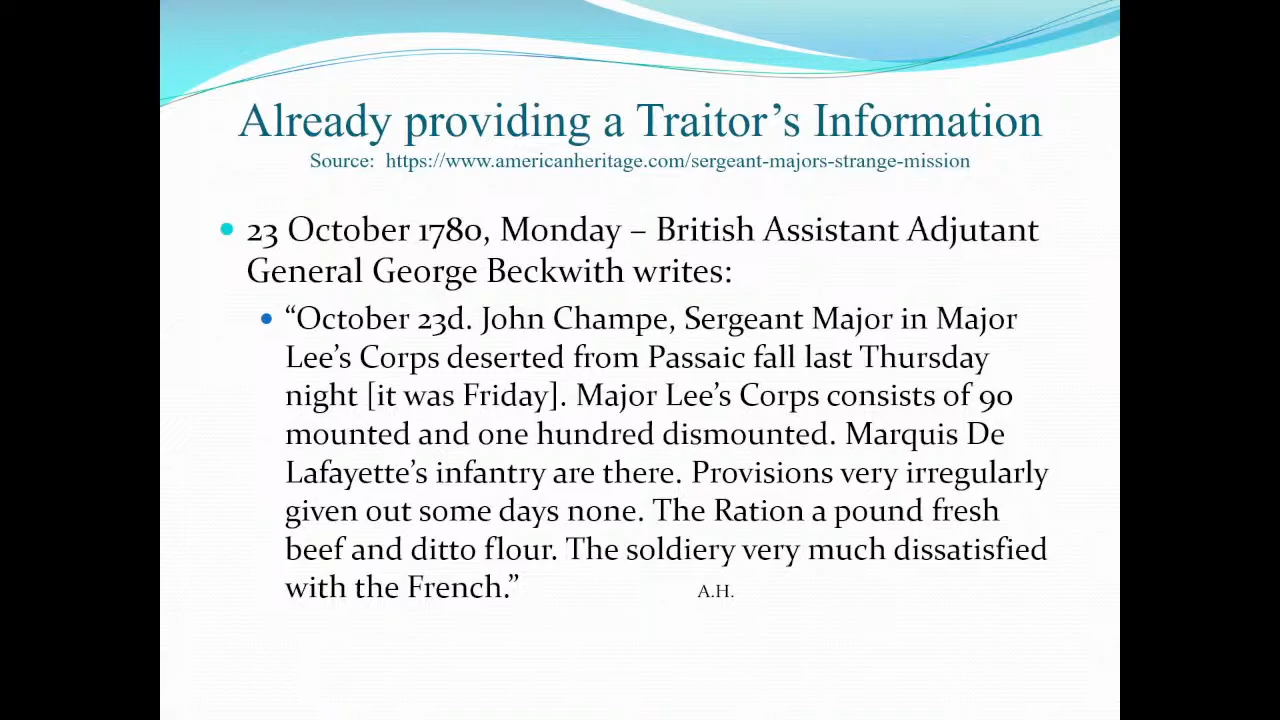 Already providing a Traitor’s Information
Source: https://www.americanheritage.com/sergeant-majors-strange-mission
• 23 October 1780, Monday – British Assistant Adjutant
General George Beckwith writes:
• “October 23d. John Champe, Sergeant Major in Major
Lee’s Corps deserted from Passaic fall last Thursday
night [it was Friday]. Major Lee’s Corps consists of 90
mounted and one hundred dismounted. Marquis De
Lafayette’s infantry are there. Provisions very irregularly
given out some days none. The Ration a pound fresh
beef and ditto flour. The soldiery very much dissatisfied
with the French.” A.H.